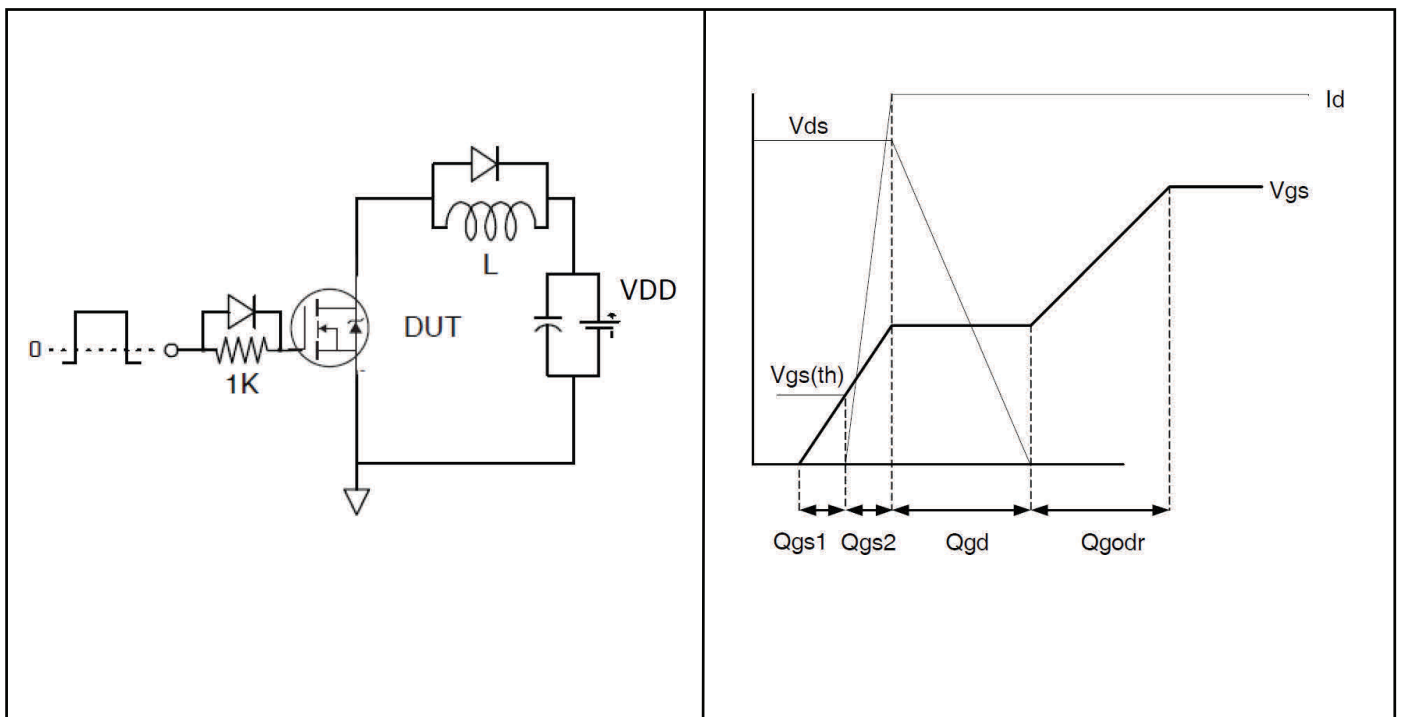 L
VDD
DUT
0
1K
Id
Vds
Vgs
Vgs(th)
Qgs1
Qgs2
Qgd
Qgodr